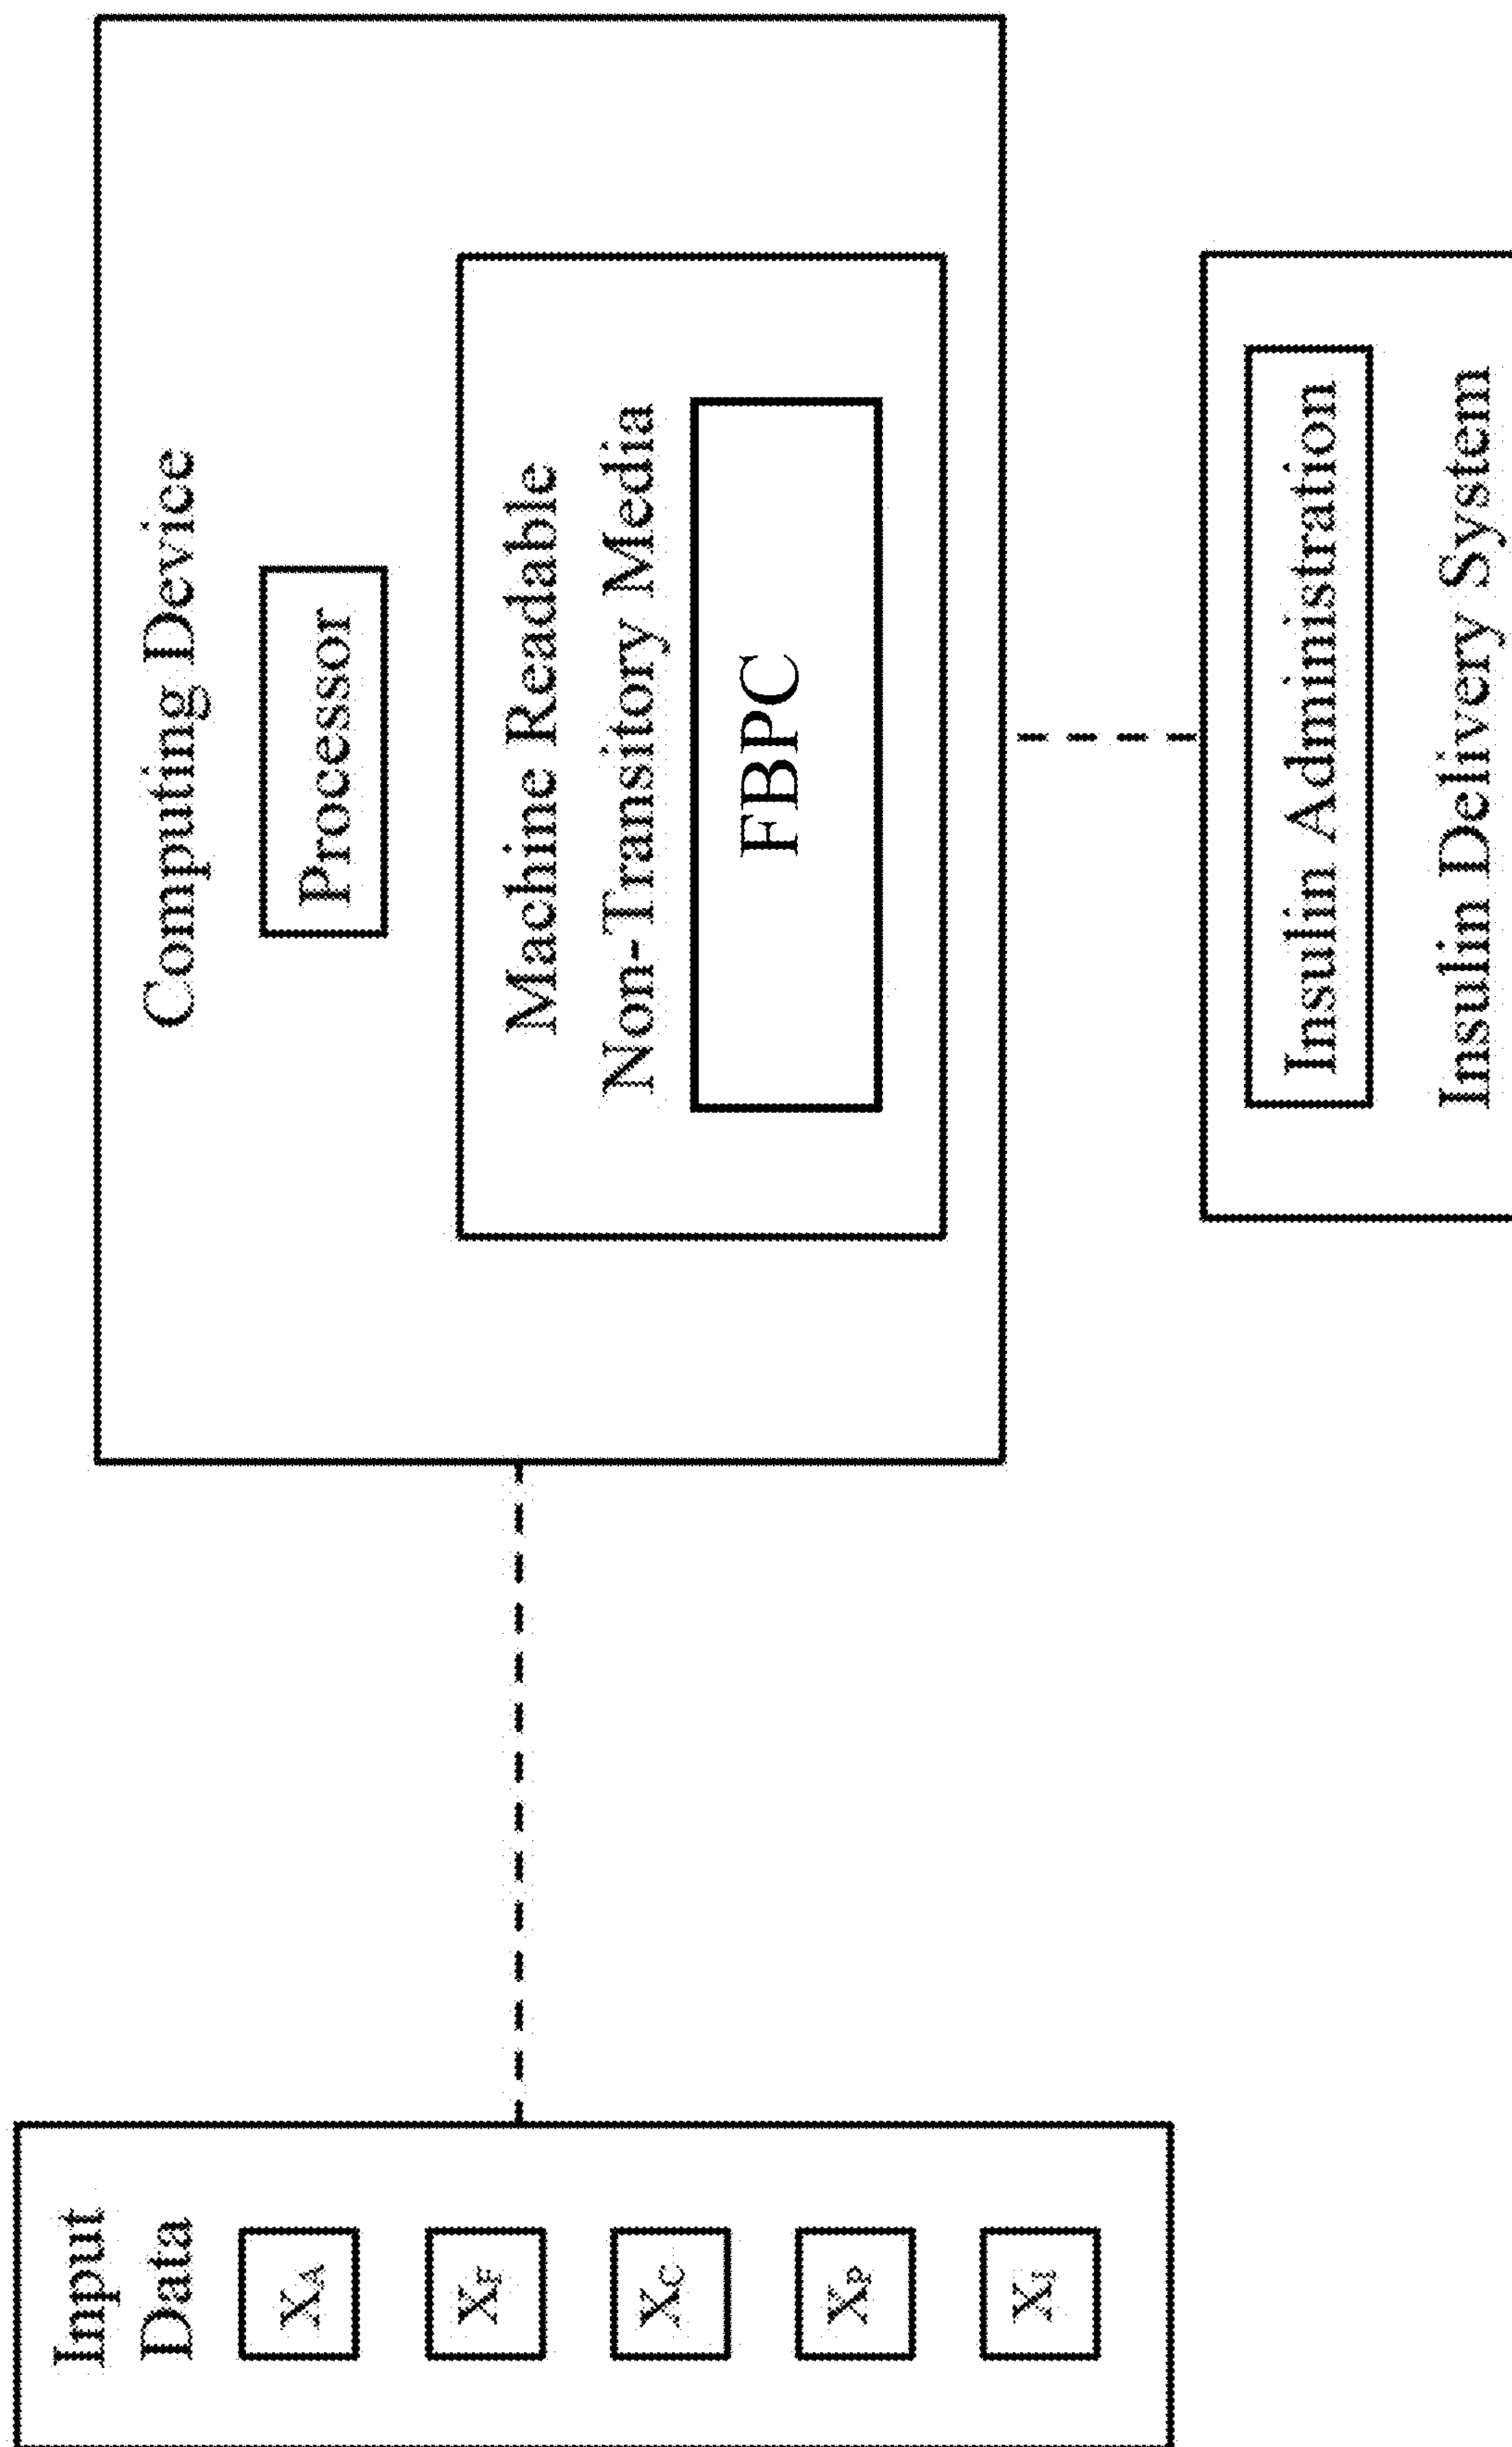 Input
Data
X_A
X_F
X_C
X_P
X_I
Computing Device
Processor
Machine Readable
Non-Transitory Media
FBPC
Insulin Administration
Insulin Delivery System